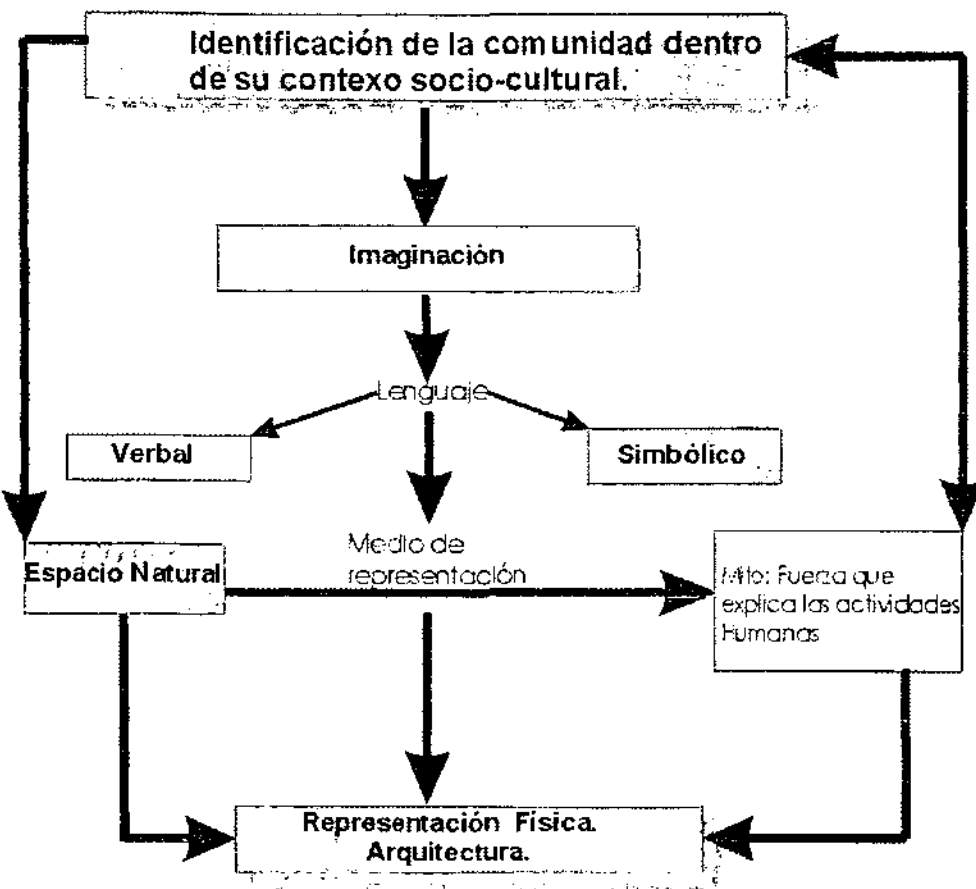 Identificación de la comunidad dentro
de su contexo socio-cultural.
Imaginación
Lenguaje
Verbal
Simbólico
Medio de
representación
Espacio Natural
Mito: Fuerza que
explica las actividades
Humanas
Representación Física.
Arquitectura.